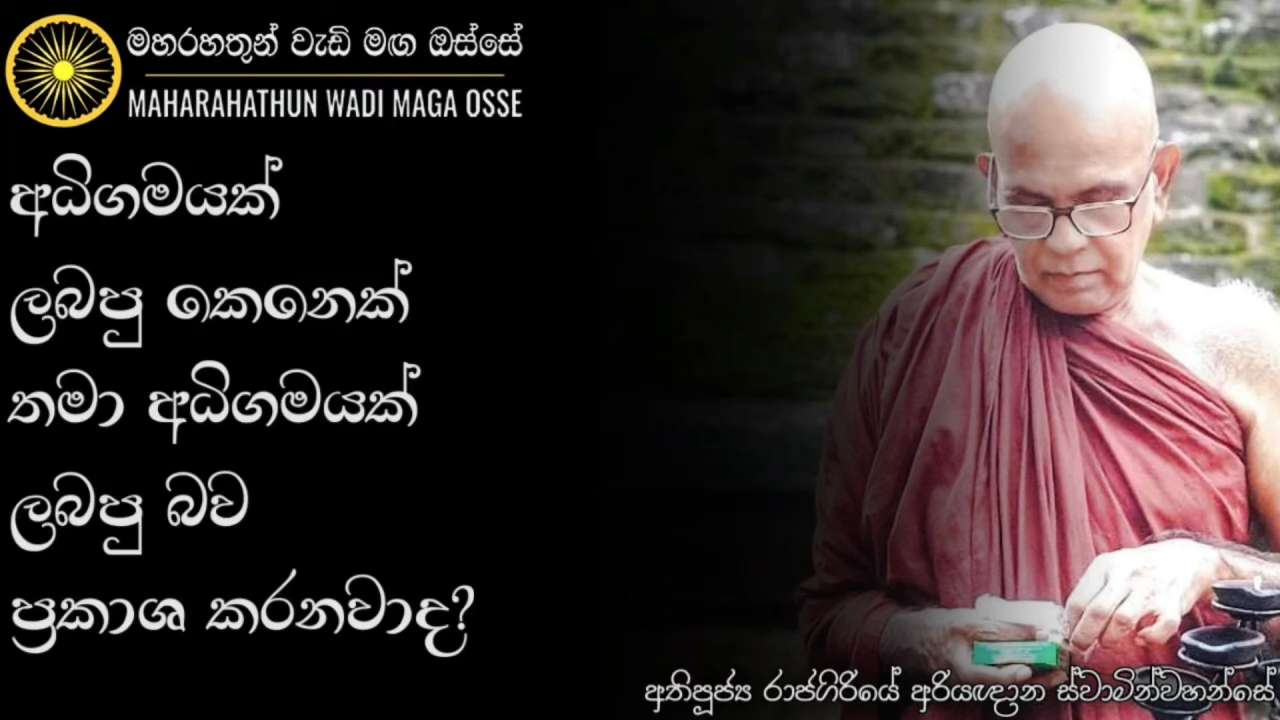 මහරහතුන් වැඩි මඟ ඔස්සේ
MAHARAHATHUN WADI MAGA OSSE
අධිගමයක්
ලබපු කෙනෙක්
තමා අධිගමයක්
ලබපු බව
ප්‍රකාශ කරනවාද?
අතිපූජ්‍ය රාජගිරියේ අරියඥාන ස්වාමින්වහන්සේ